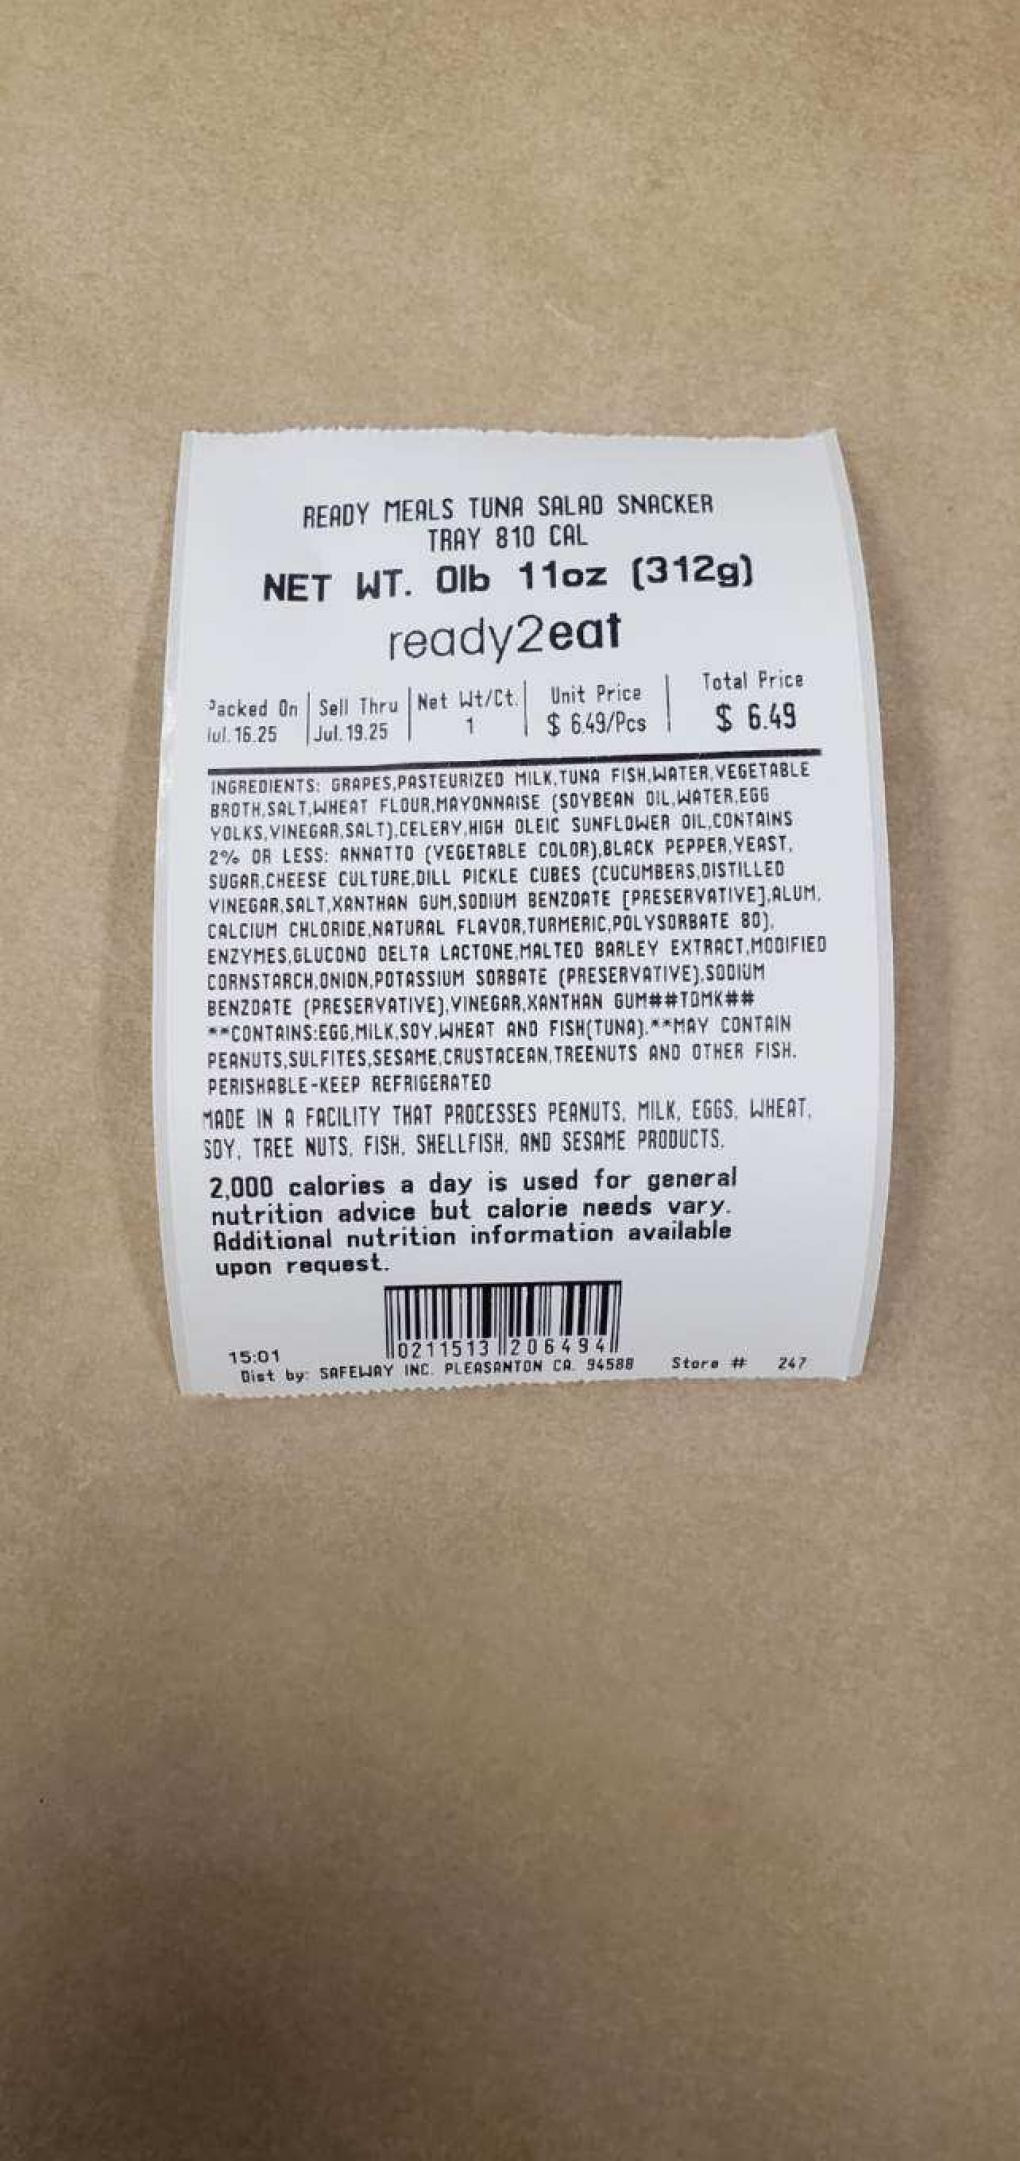 READY MEALS TUNA SALAD SNACKER
TRAY 810 CAL
NET WT. 0lb 11oz (312g)
ready2eat
Packed On Sell Thru Net Wt/Ct. Unit Price Total Price
Jul. 16.25 Jul. 19.25 1 $ 6.49/Pcs $ 6.49
INGREDIENTS: GRAPES,PASTEURIZED MILK,TUNA FISH,WATER,VEGETABLE
BROTH,SALT,WHEAT FLOUR,MAYONNAISE (SOYBEAN OIL,WATER,EGG
YOLKS,VINEGAR,SALT),CELERY,HIGH OLEIC SUNFLOWER OIL,CONTAINS
2% OR LESS: ANNATTO (VEGETABLE COLOR),BLACK PEPPER,YEAST,
SUGAR,CHEESE CULTURE,DILL PICKLE CUBES (CUCUMBERS,DISTILLED
VINEGAR,SALT,XANTHAN GUM,SODIUM BENZOATE [PRESERVATIVE],ALUM,
CALCIUM CHLORIDE,NATURAL FLAVOR,TURMERIC,POLYSORBATE 80),
ENZYMES,GLUCONO DELTA LACTONE,MALTED BARLEY EXTRACT,MODIFIED
CORNSTARCH,ONION,POTASSIUM SORBATE (PRESERVATIVE),SODIUM
BENZOATE (PRESERVATIVE),VINEGAR,XANTHAN GUM##TDMK##
**CONTAINS:EGG,MILK,SOY,WHEAT AND FISH(TUNA).**MAY CONTAIN
PEANUTS,SULFITES,SESAME,CRUSTACEAN,TREENUTS AND OTHER FISH.
PERISHABLE-KEEP REFRIGERATED
MADE IN A FACILITY THAT PROCESSES PEANUTS, MILK, EGGS, WHEAT,
SOY, TREE NUTS, FISH, SHELLFISH, AND SESAME PRODUCTS.
2,000 calories a day is used for general
nutrition advice but calorie needs vary.
Additional nutrition information available
upon request.
0211513 206494
15:01
Dist by: SAFEWAY INC. PLEASANTON CA. 94588 Store # 247